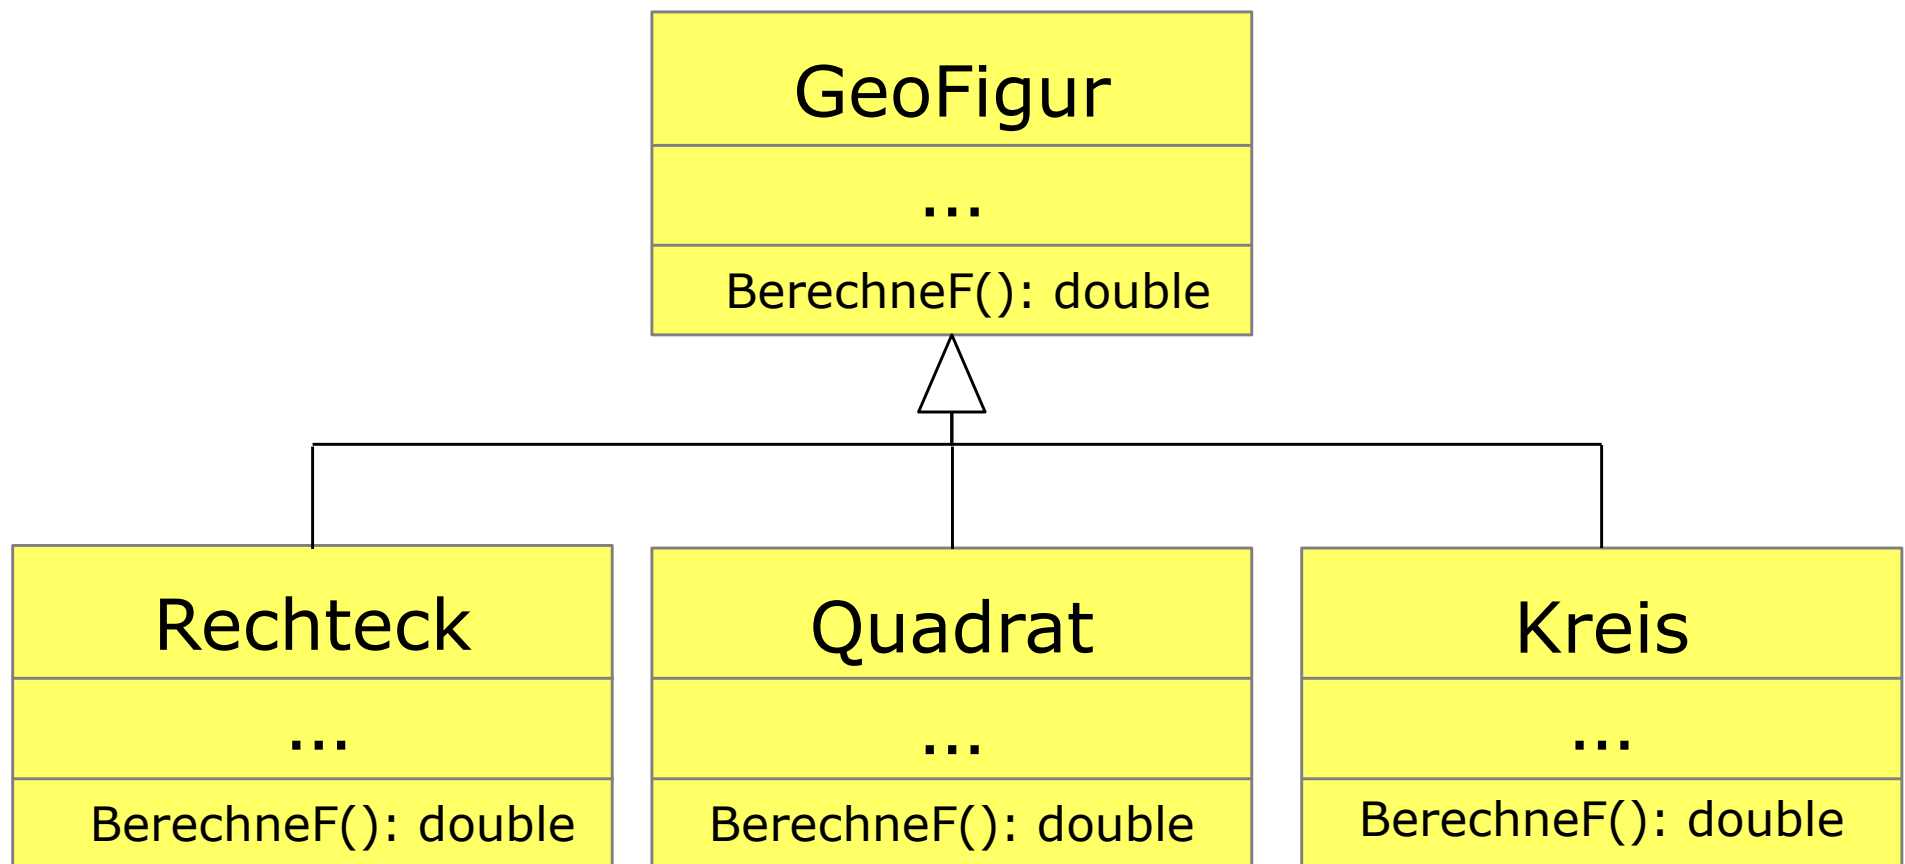 GeoFigur
...
BerechneF(): double
Rechteck
...
BerechneF(): double
Quadrat
...
BerechneF(): double
Kreis
...
BerechneF(): double